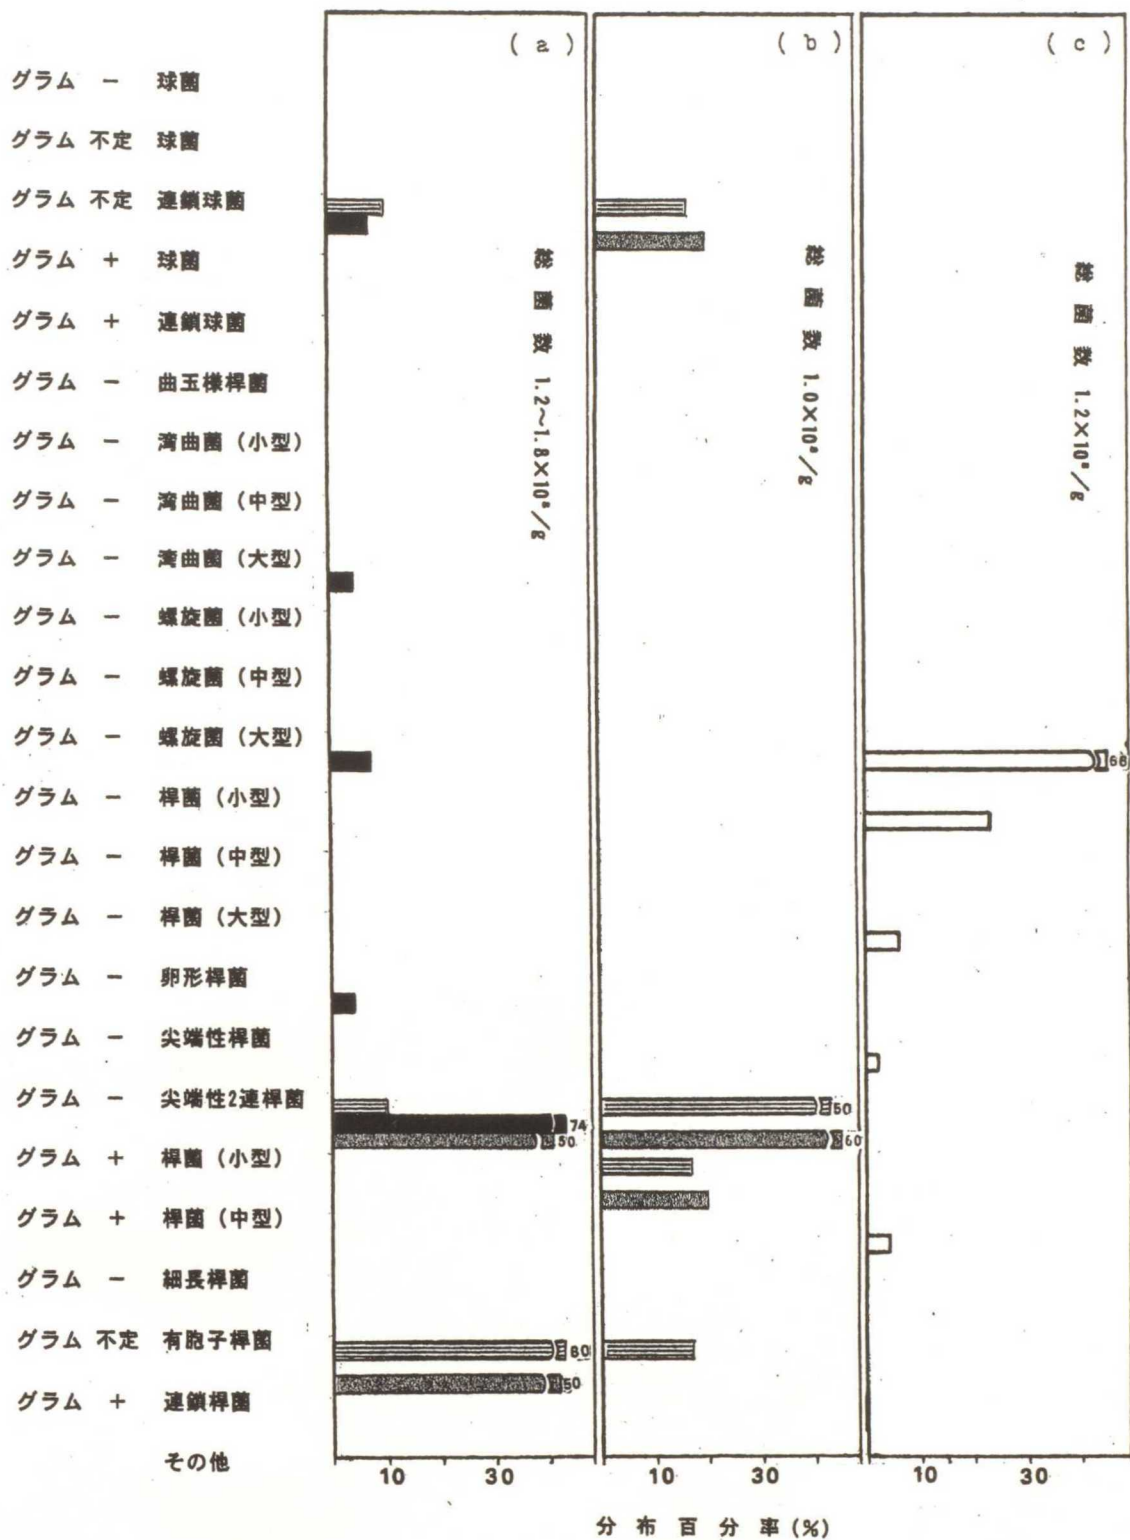 (a) (b) (c)
グラム － 球菌
グラム 不定 球菌
グラム 不定 連鎖球菌
グラム ＋ 球菌
グラム ＋ 連鎖球菌
グラム － 曲玉様桿菌
グラム － 湾曲菌(小型)
グラム － 湾曲菌(中型)
グラム － 湾曲菌(大型)
グラム － 螺旋菌(小型)
グラム － 螺旋菌(中型)
グラム － 螺旋菌(大型)
グラム － 桿菌(小型)
グラム － 桿菌(中型)
グラム － 桿菌(大型)
グラム － 卵形桿菌
グラム － 尖端性桿菌
グラム － 尖端性2連桿菌
グラム ＋ 桿菌(小型)
グラム ＋ 桿菌(中型)
グラム － 細長桿菌
グラム 不定 有胞子桿菌
グラム ＋ 連鎖桿菌
その他
総菌数 1.2～1.8×10⁸/g
総菌数 1.0×10⁸/g
総菌数 1.2×10⁸/g
68
74
50
50
60
50
10 30 10 30 10 30
分布百分率(%)